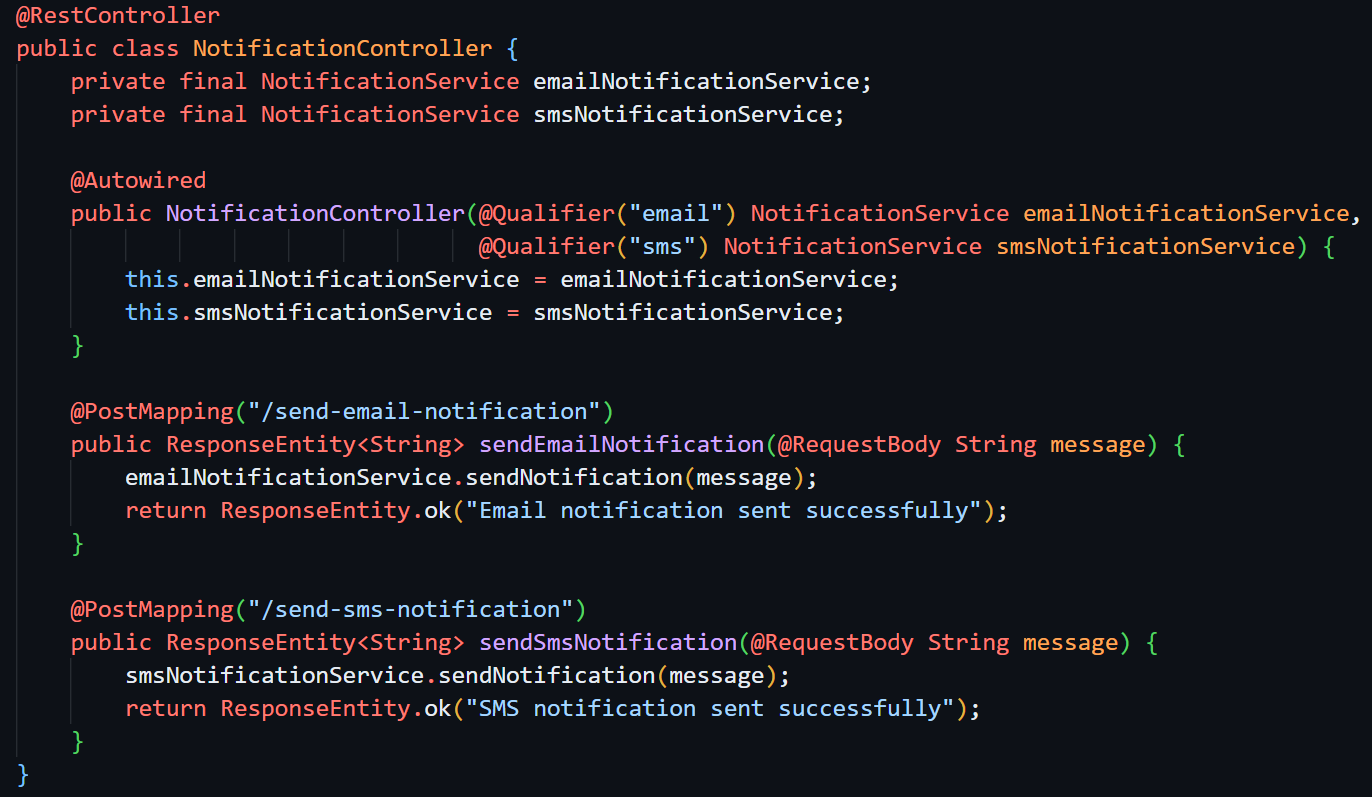 @RestController
public class NotificationController {
    private final NotificationService emailNotificationService;
    private final NotificationService smsNotificationService;

    @Autowired
    public NotificationController(@Qualifier("email") NotificationService emailNotificationService,
                                  @Qualifier("sms") NotificationService smsNotificationService) {
        this.emailNotificationService = emailNotificationService;
        this.smsNotificationService = smsNotificationService;
    }

    @PostMapping("/send-email-notification")
    public ResponseEntity<String> sendEmailNotification(@RequestBody String message) {
        emailNotificationService.sendNotification(message);
        return ResponseEntity.ok("Email notification sent successfully");
    }

    @PostMapping("/send-sms-notification")
    public ResponseEntity<String> sendSmsNotification(@RequestBody String message) {
        smsNotificationService.sendNotification(message);
        return ResponseEntity.ok("SMS notification sent successfully");
    }
}